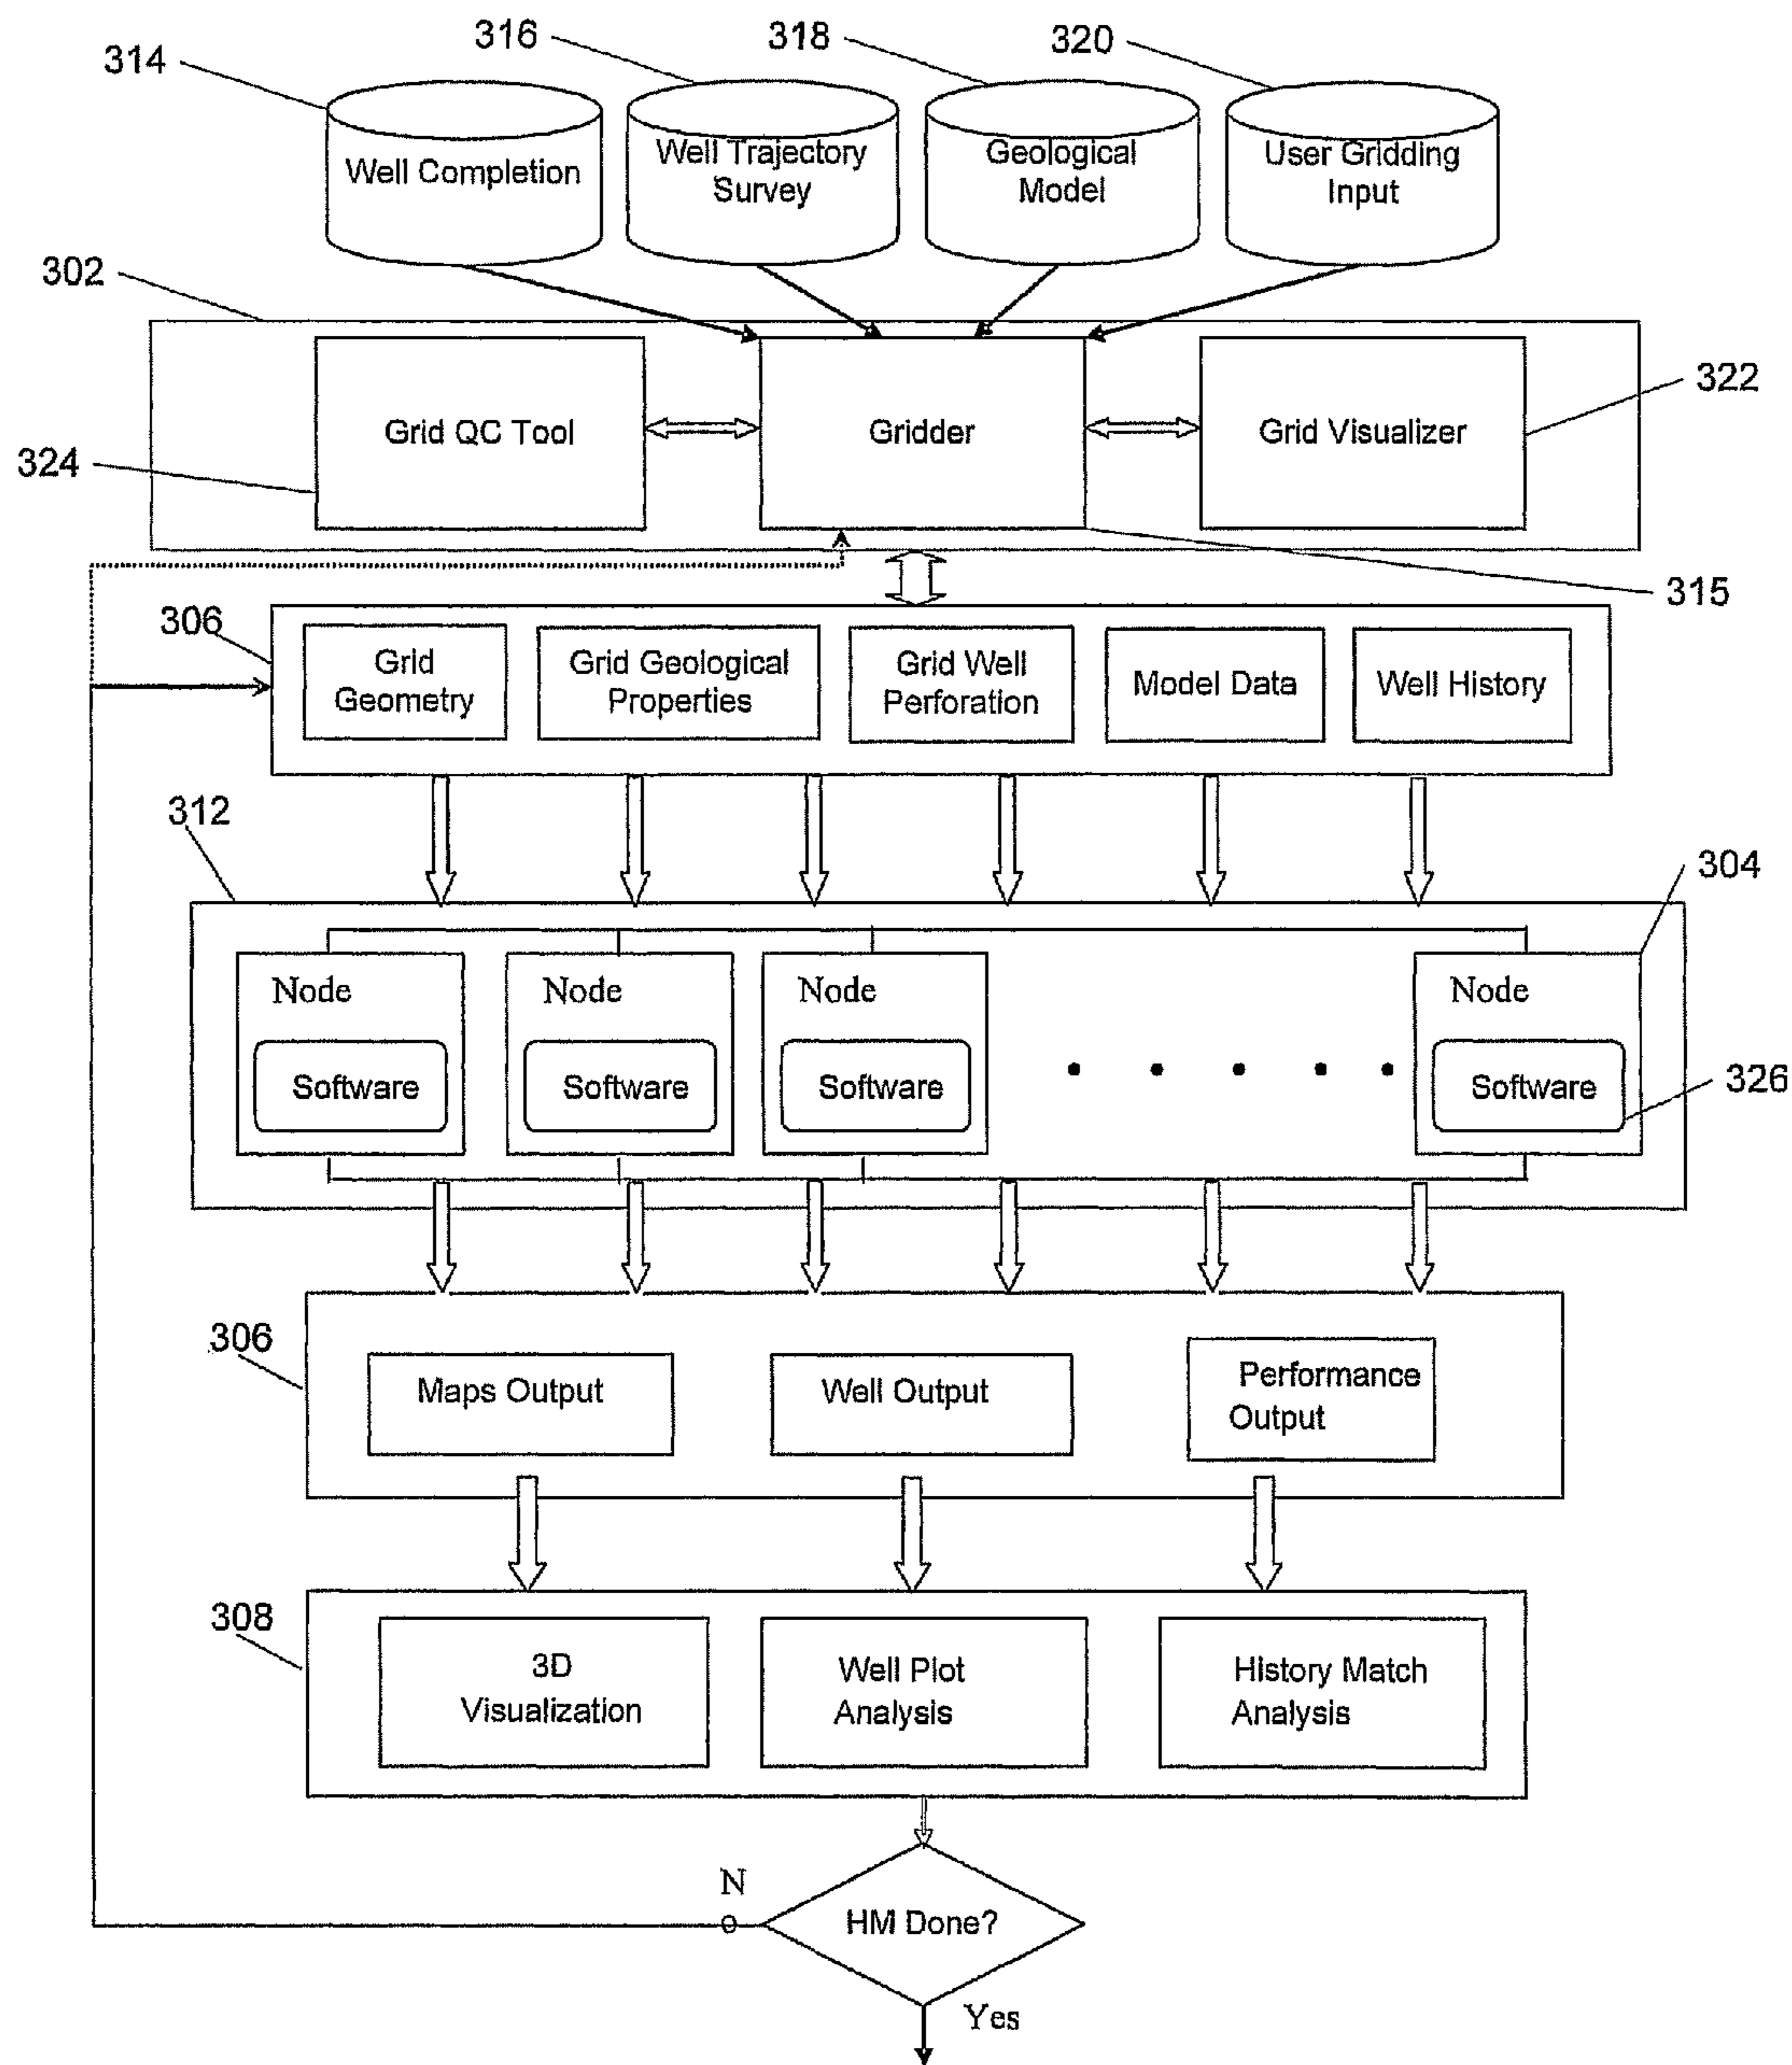 314
316
318
320
Well Completion
Well Trajectory
Survey
Geological
Model
User Gridding
Input
302
Grid QC Tool
Gridder
Grid Visualizer
322
324
315
306
Grid
Geometry
Grid Geological
Properties
Grid Well
Perforation
Model Data
Well History
312
304
Node
Software
Node
Software
Node
Software
Node
Software
326
306
Maps Output
Well Output
Performance
Output
308
3D
Visualization
Well Plot
Analysis
History Match
Analysis
N
o
HM Done?
Yes